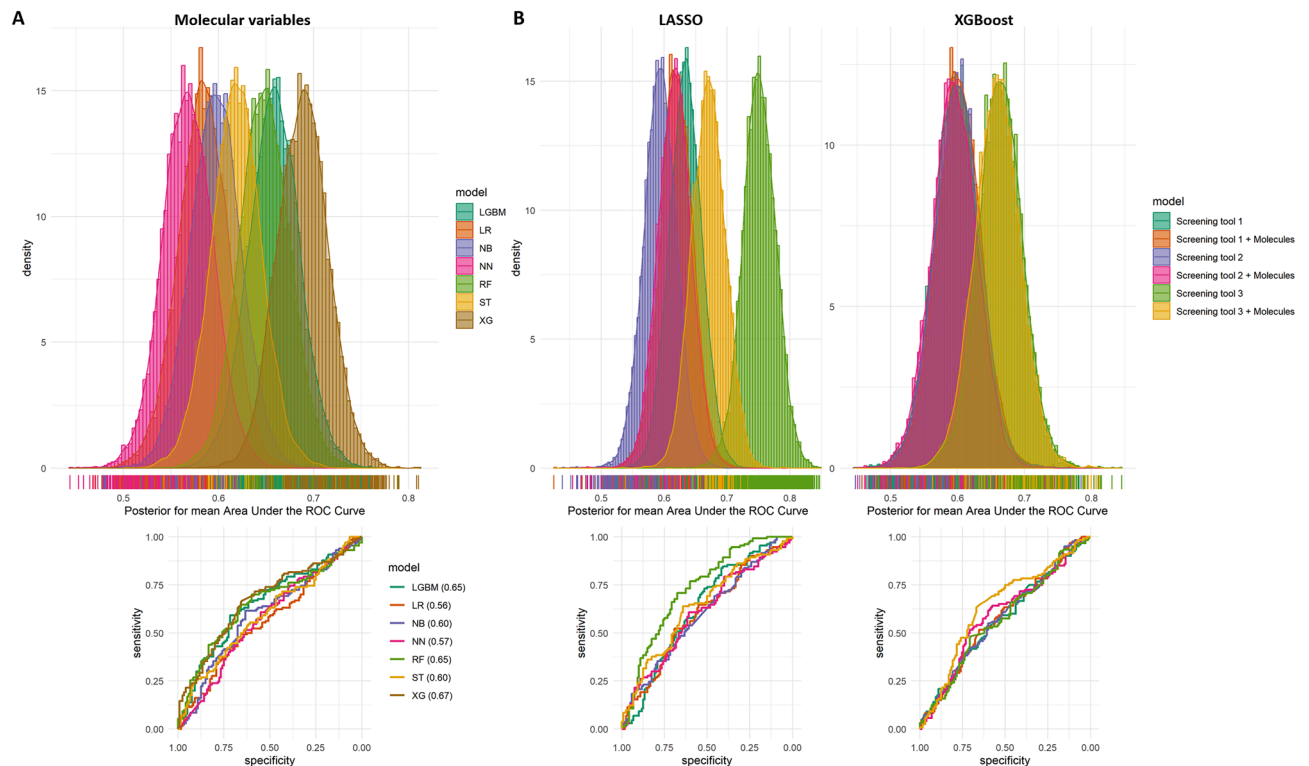 A
Molecular variables
B
LASSO
XGBoost
density
15
10
5
0
0.5
0.6
0.7
0.8
Posterior for mean Area Under the ROC Curve
model
LGBM
LR
NB
NN
RF
ST
XG
density
15
10
5
0
0.5
0.6
0.7
0.8
Posterior for mean Area Under the ROC Curve
10
5
0
0.5
0.6
0.7
0.8
Posterior for mean Area Under the ROC Curve
model
Screening tool 1
Screening tool 1 + Molecules
Screening tool 2
Screening tool 2 + Molecules
Screening tool 3
Screening tool 3 + Molecules
sensitivity
1.00
0.75
0.50
0.25
0.00
1.00
0.75
0.50
0.25
0.00
specificity
model
LGBM (0.65)
LR (0.56)
NB (0.60)
NN (0.57)
RF (0.65)
ST (0.60)
XG (0.67)
sensitivity
1.00
0.75
0.50
0.25
0.00
1.00
0.75
0.50
0.25
0.00
specificity
sensitivity
1.00
0.75
0.50
0.25
0.00
1.00
0.75
0.50
0.25
0.00
specificity